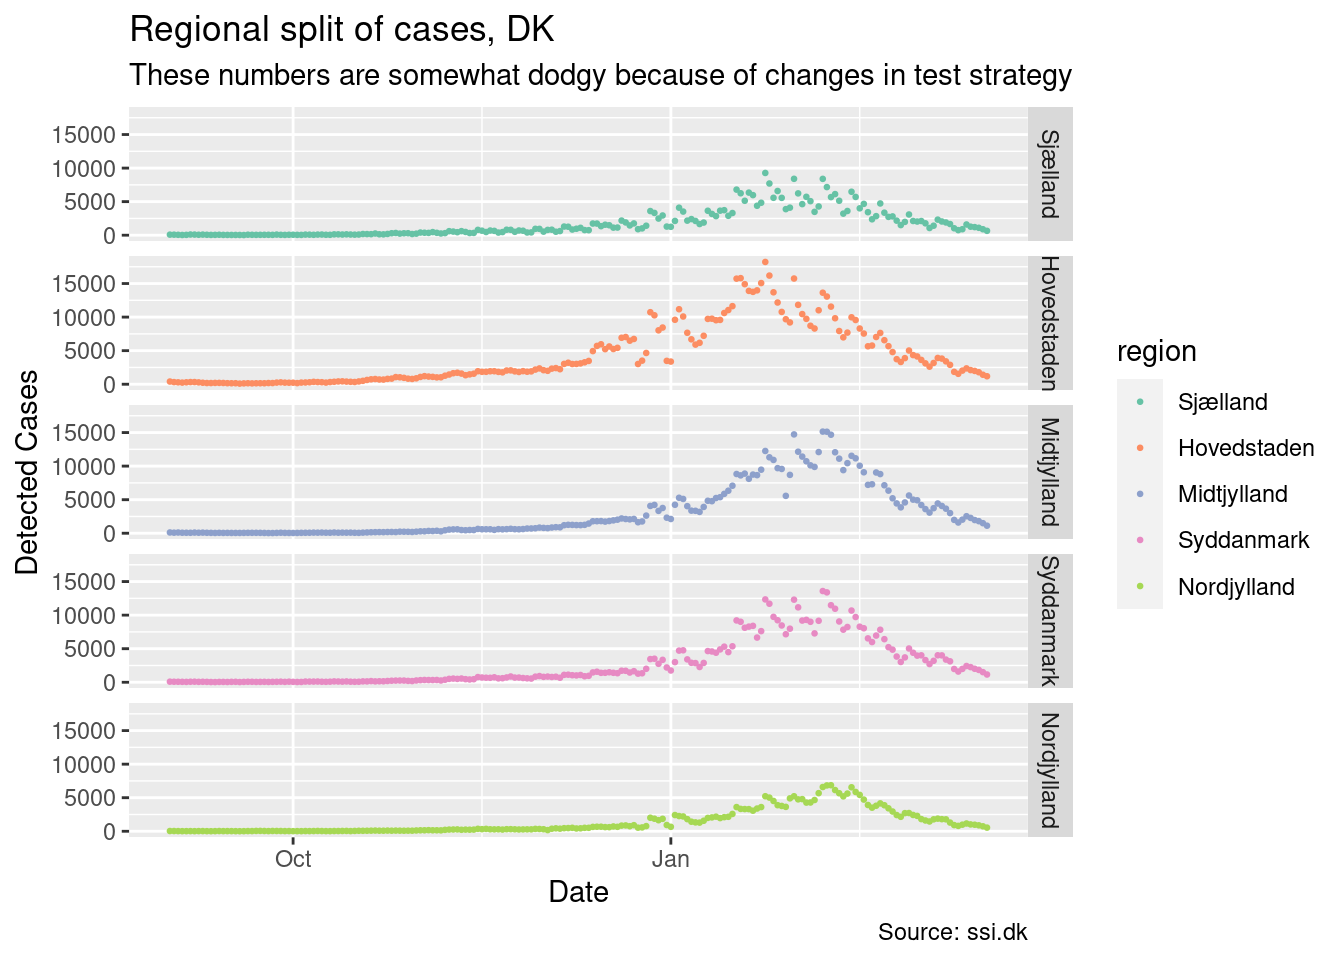 Regional split of cases, DK
These numbers are somewhat dodgy because of changes in test strategy
Detected Cases
15000
10000
5000
0
Sjælland
15000
10000
5000
0
Hovedstaden
15000
10000
5000
0
Midtjylland
15000
10000
5000
0
Syddanmark
15000
10000
5000
0
Nordjylland
Oct
Jan
Date
region
Sjælland
Hovedstaden
Midtjylland
Syddanmark
Nordjylland
Source: ssi.dk